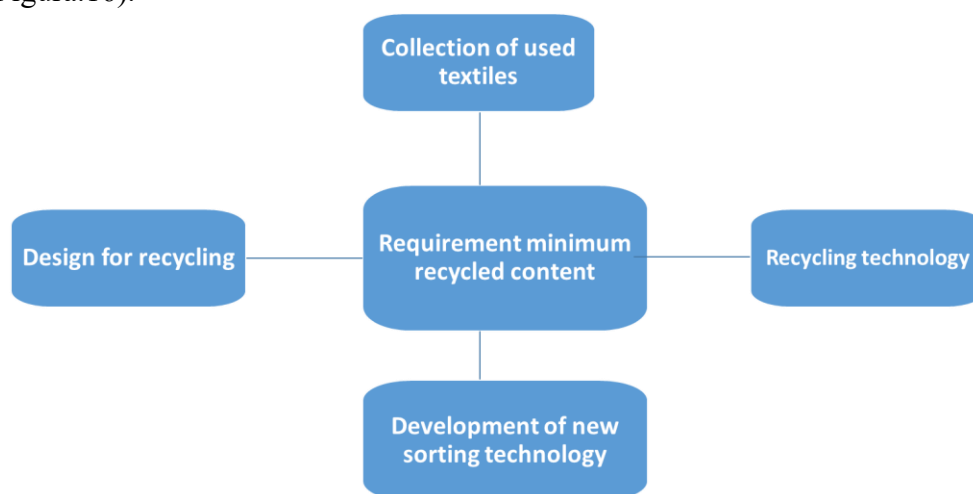 Collection of used
textiles
Design for recycling
Requirement minimum
recycled content
Recycling technology
Development of new
sorting technology